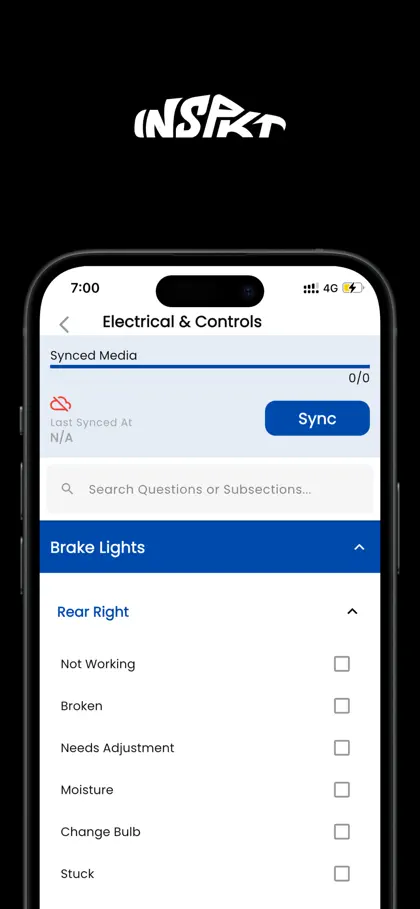 INSPKT
7:00
4G
Electrical & Controls
Synced Media
0/0
Last Synced At
N/A
Sync
Search Questions or Subsections...
Brake Lights
Rear Right
Not Working
Broken
Needs Adjustment
Moisture
Change Bulb
Stuck